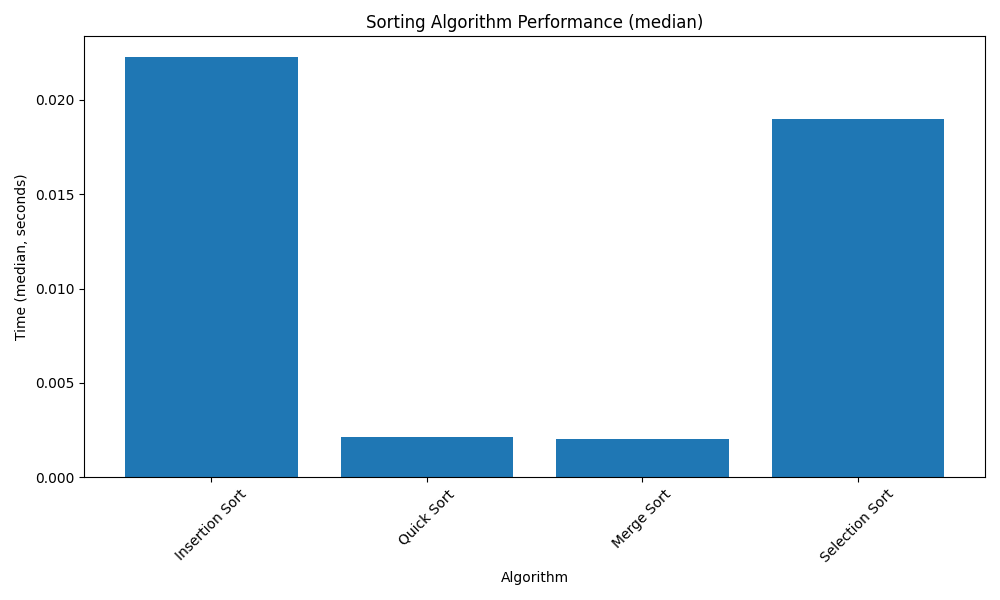 Sorting Algorithm Performance (median)
Time (median, seconds)
0.020
0.015
0.010
0.005
0.000
Insertion Sort
Quick Sort
Merge Sort
Selection Sort
Algorithm